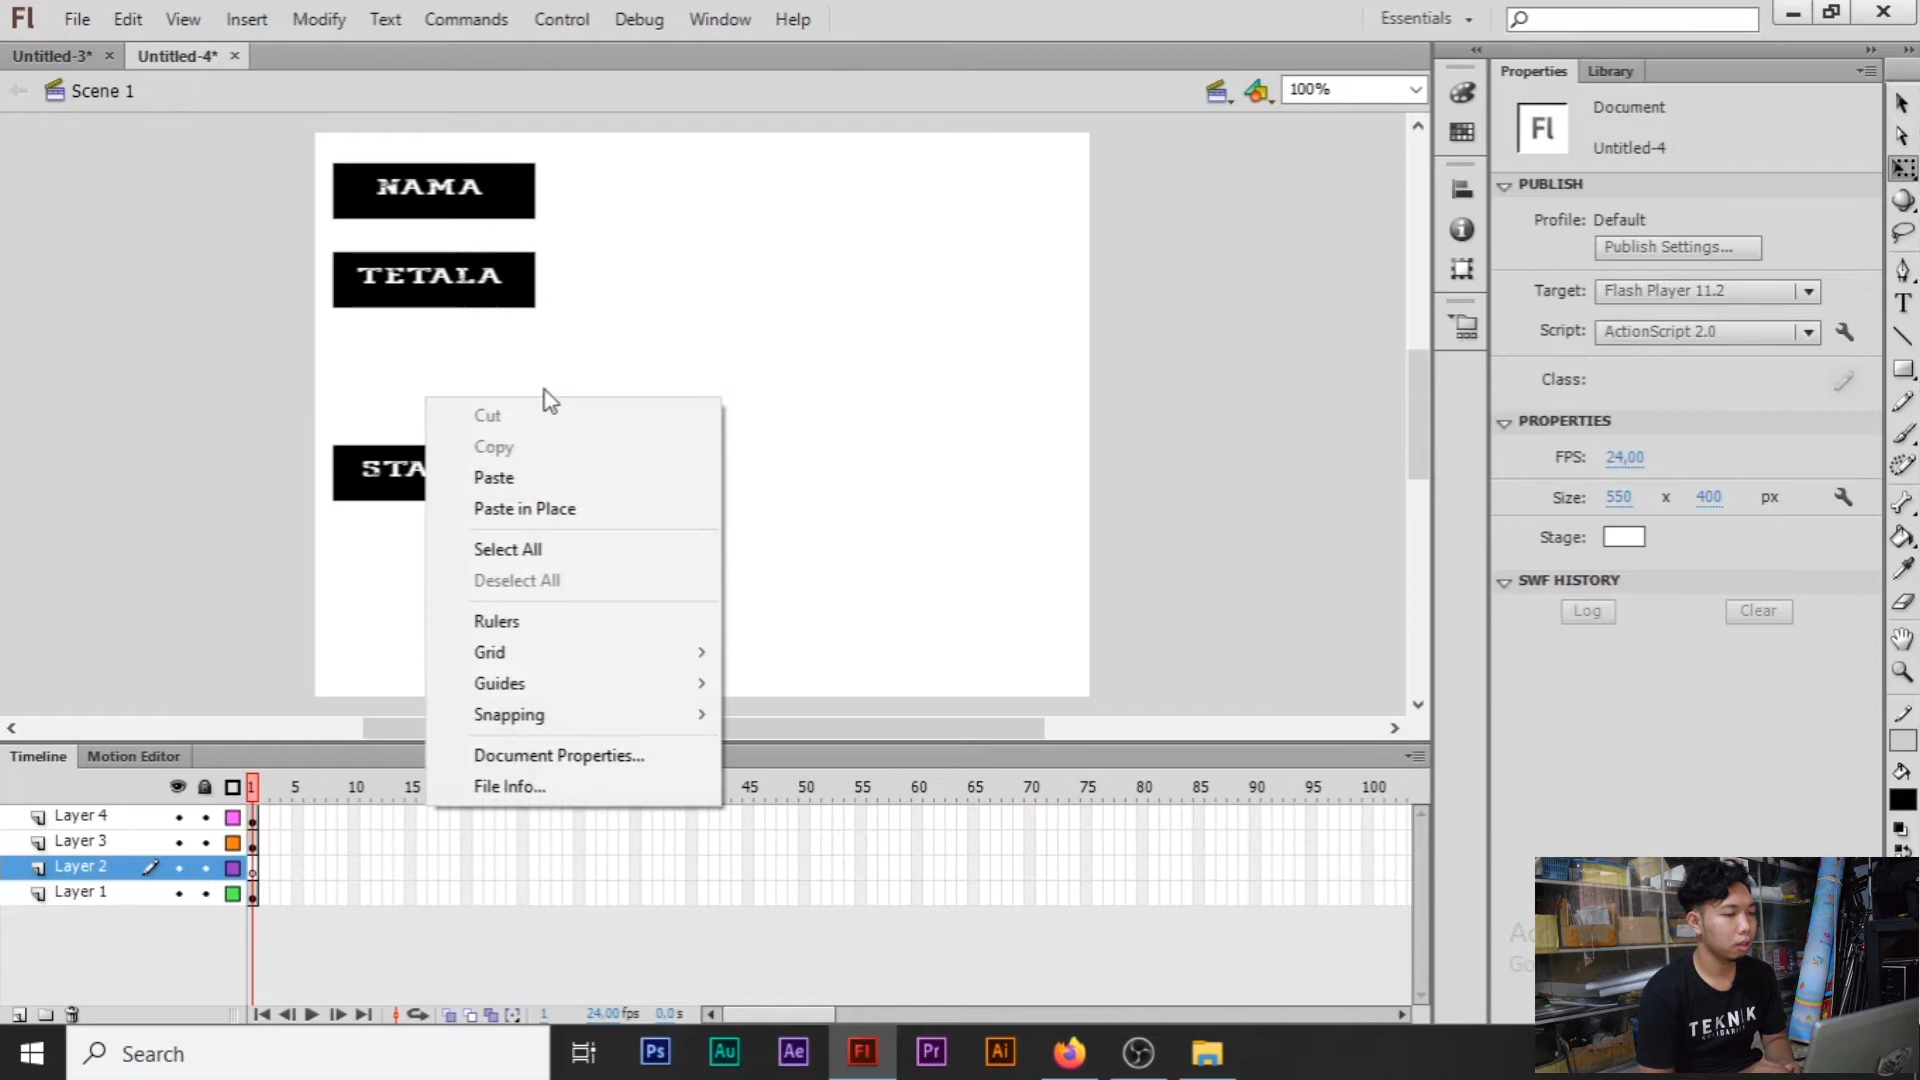 Fl File Edit View Insert Modify Text Commands Control Debug Window Help Essentials
Untitled-3* × Untitled-4* ×
Scene 1 100%
NAMA
TETALA
STA
Cut
Copy
Paste
Paste in Place
Select All
Deselect All
Rulers
Grid
Guides
Snapping
Document Properties...
File Info...
Properties Library
Fl Document
Untitled-4
PUBLISH
Profile: Default
Publish Settings...
Target: Flash Player 11.2
Script: ActionScript 2.0
Class:
PROPERTIES
FPS: 24,00
Size: 550 x 400 px
Stage:
SWF HISTORY
Log Clear
Timeline Motion Editor
1 5 10 15 45 50 55 60 65 70 75 80 85 90 95 100
Layer 4
Layer 3
Layer 2
Layer 1
1 24,00fps 0,0s
Search Ps Au Ae Fl Pr Ai
TEKNIK